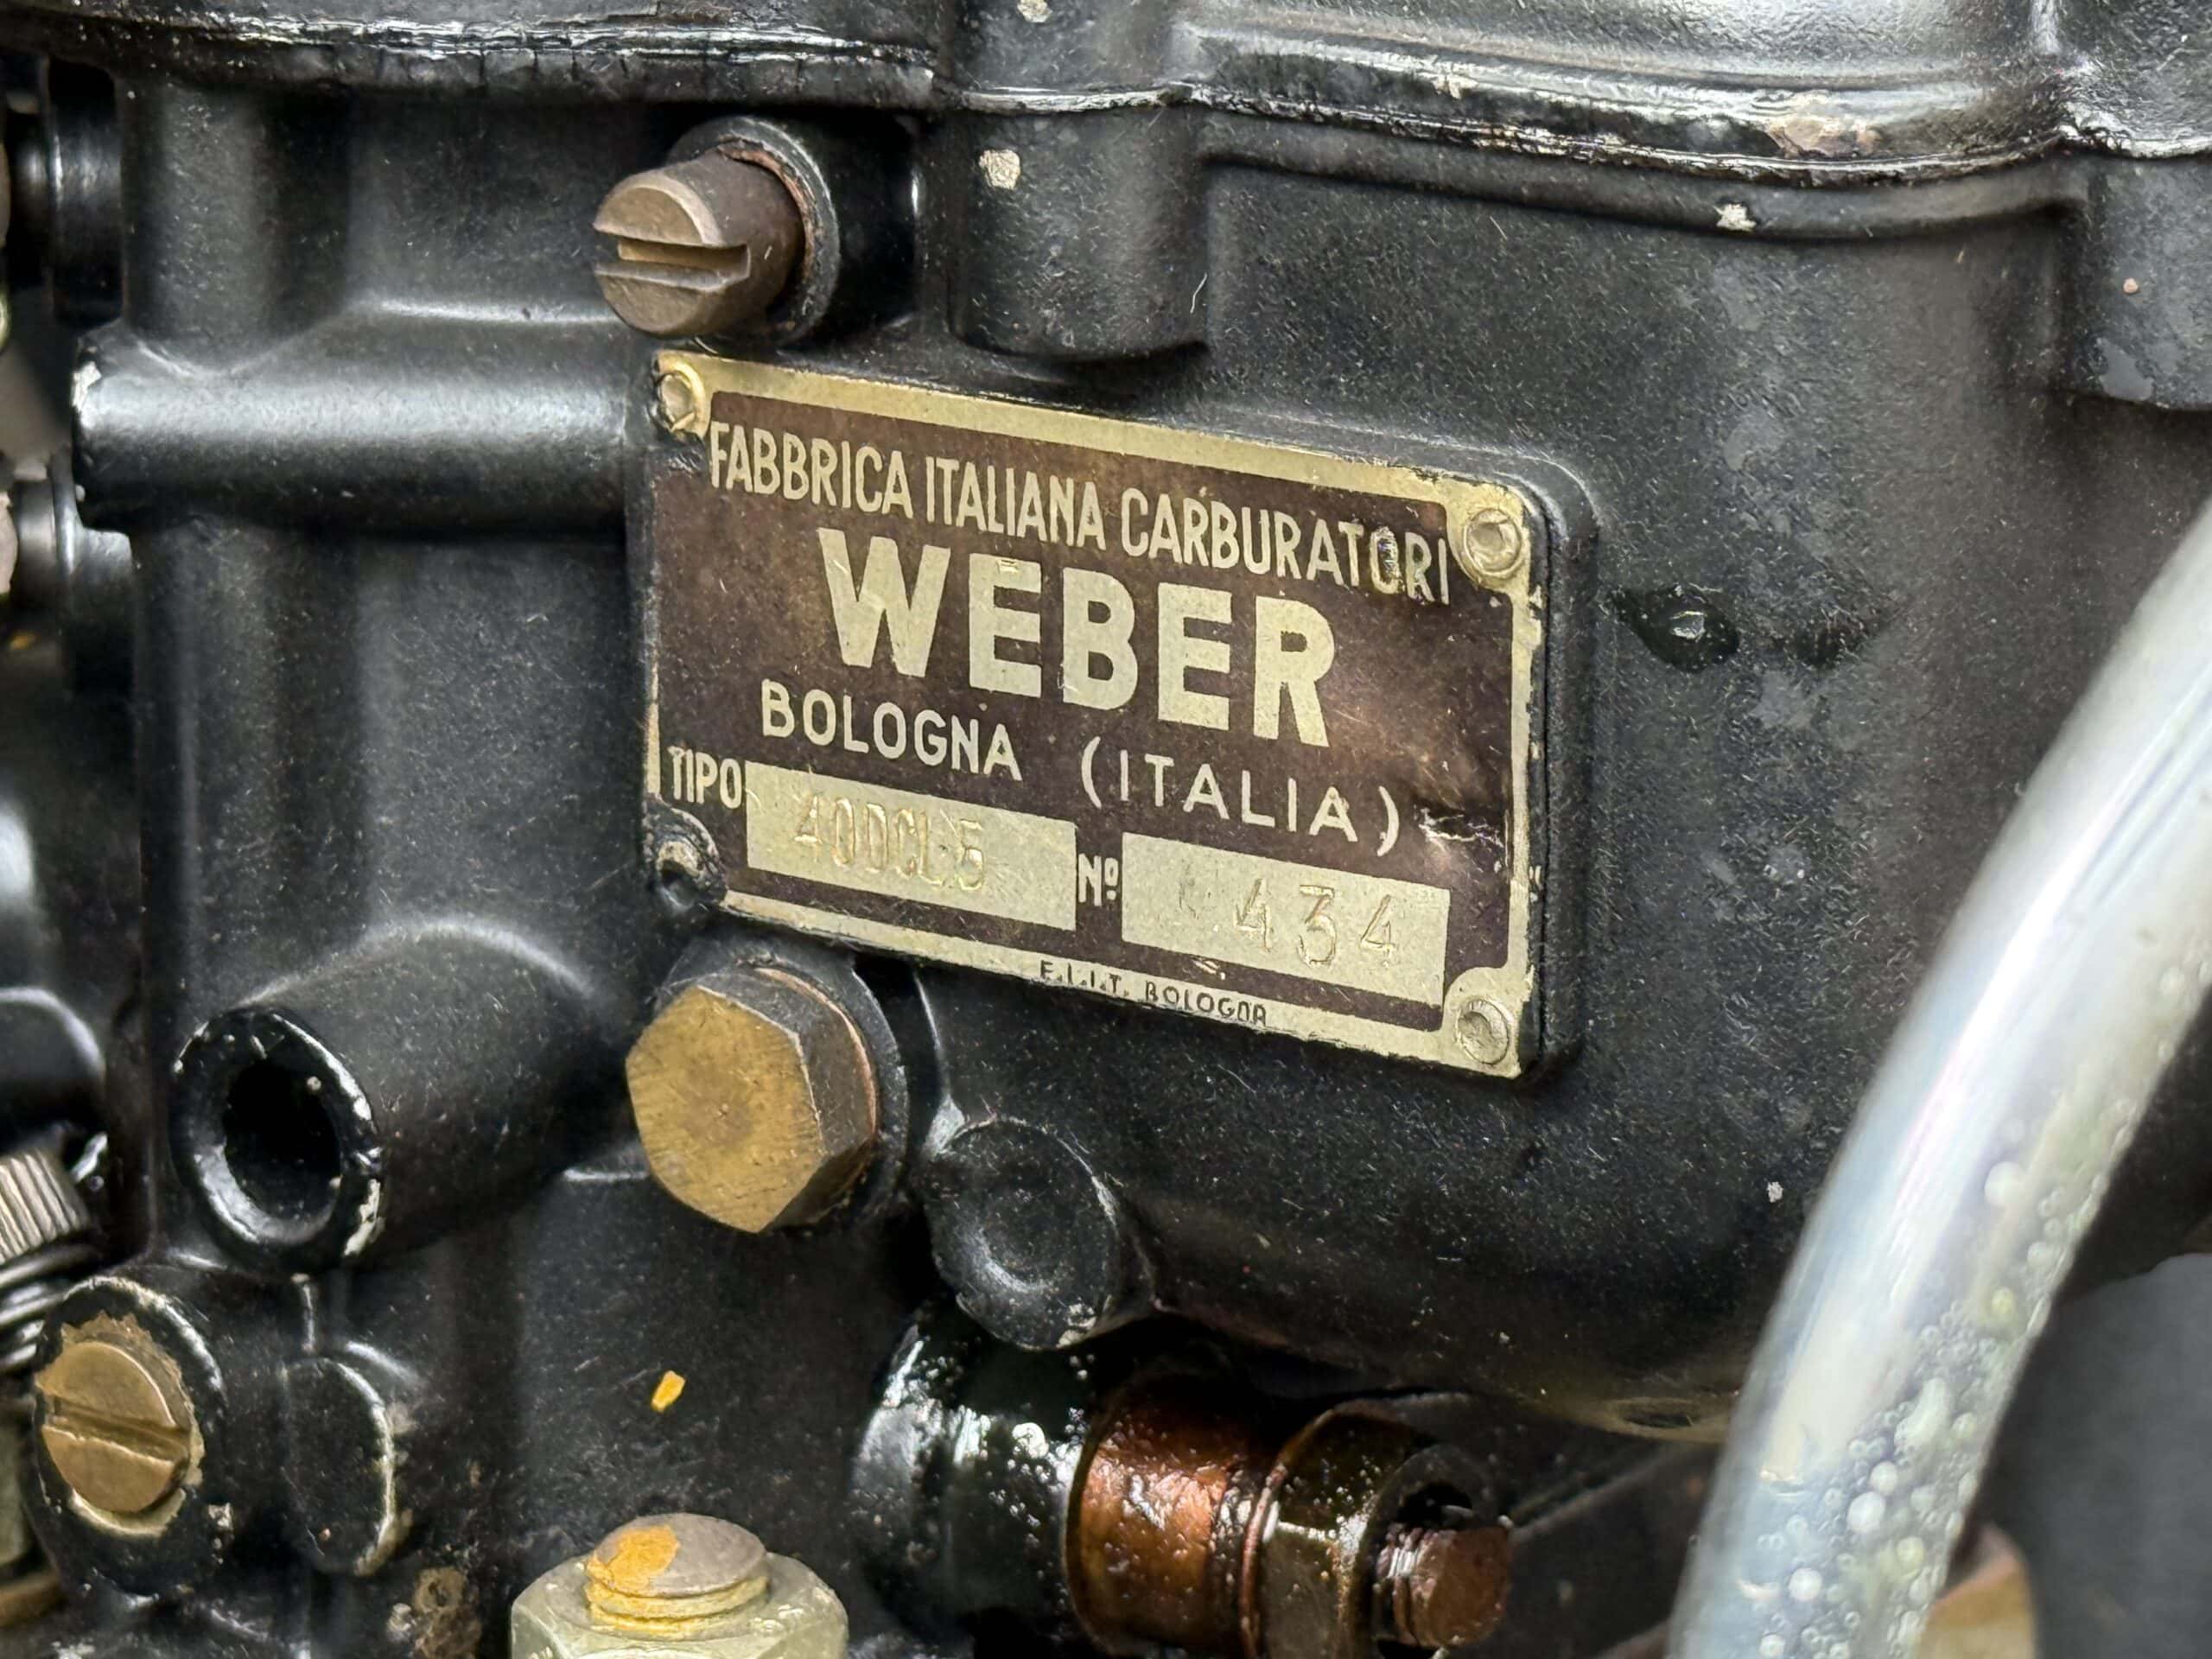 FABBRICA ITALIANA CARBURATORI
WEBER
BOLOGNA (ITALIA)
TIPO 40DCL5 Nº 434
F.I.I.T. BOLOGNA